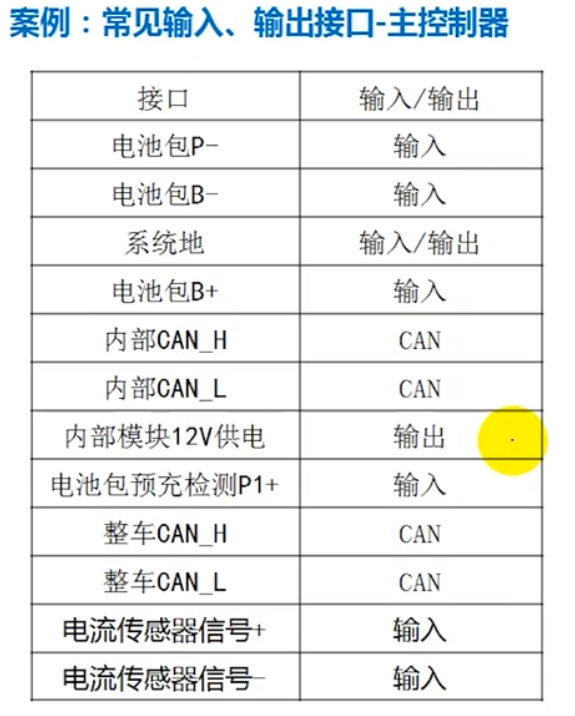 案例：常见输入、输出接口-主控制器
接口 输入/输出
电池包P- 输入
电池包B- 输入
系统地 输入/输出
电池包B+ 输入
内部CAN_H CAN
内部CAN_L CAN
内部模块12V供电 输出
电池包预充检测P1+ 输入
整车CAN_H CAN
整车CAN_L CAN
电流传感器信号+ 输入
电流传感器信号- 输入